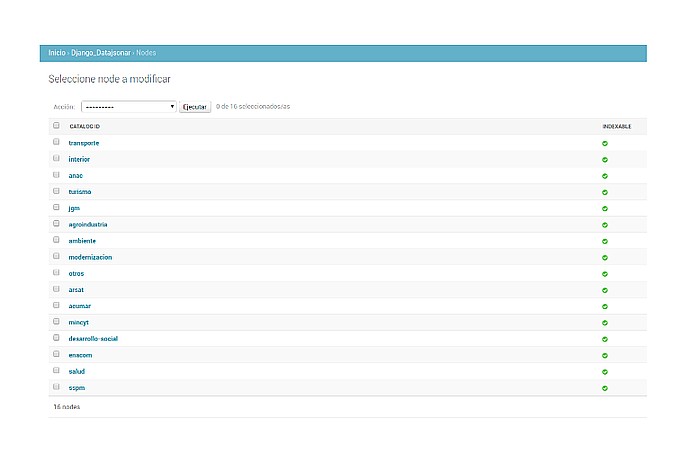 Inicio › Django_Datajsonar › Nodes
Seleccione node a modificar
Acción: --------- Ejecutar 0 de 16 seleccionados/as
CATALOG ID INDEXABLE
transporte
interior
anac
turismo
jgm
agroindustria
ambiente
modernizacion
otros
arsat
acumar
mincyt
desarrollo-social
enacom
salud
sspm
16 nodes